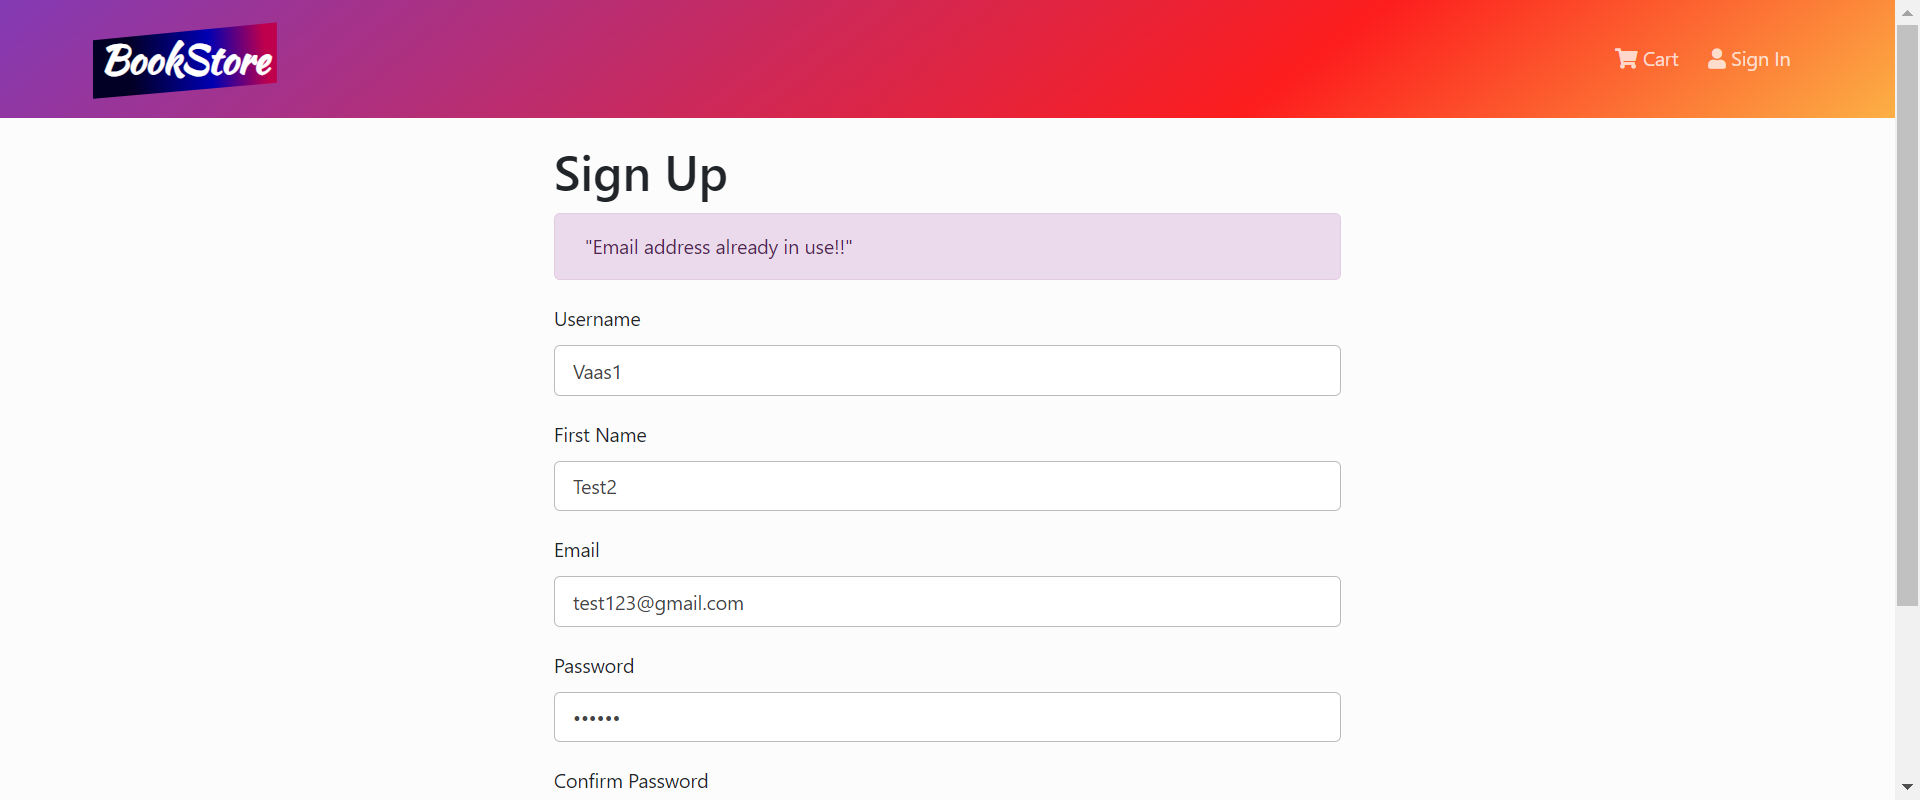 BookStore
Cart
Sign In
Sign Up
"Email address already in use!!"
Username
Vaas1
First Name
Test2
Email
test123@gmail.com
Password
••••••
Confirm Password